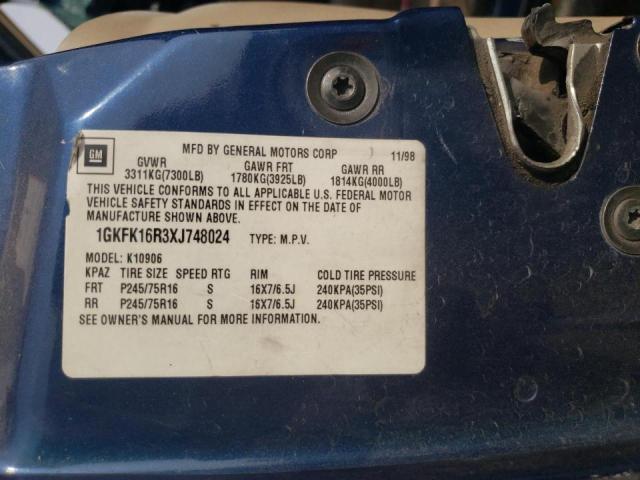 GM
MFD BY GENERAL MOTORS CORP 11/98
GVWR GAWR FRT GAWR RR
3311KG(7300LB) 1780KG(3925LB) 1814KG(4000LB)
THIS VEHICLE CONFORMS TO ALL APPLICABLE U.S. FEDERAL MOTOR
VEHICLE SAFETY STANDARDS IN EFFECT ON THE DATE OF
MANUFACTURE SHOWN ABOVE.
1GKFK16R3XJ748024 TYPE: M.P.V.
MODEL: K10906
KPAZ TIRE SIZE SPEED RTG RIM COLD TIRE PRESSURE
FRT P245/75R16 S 16X7/6.5J 240KPA(35PSI)
RR P245/75R16 S 16X7/6.5J 240KPA(35PSI)
SEE OWNER'S MANUAL FOR MORE INFORMATION.